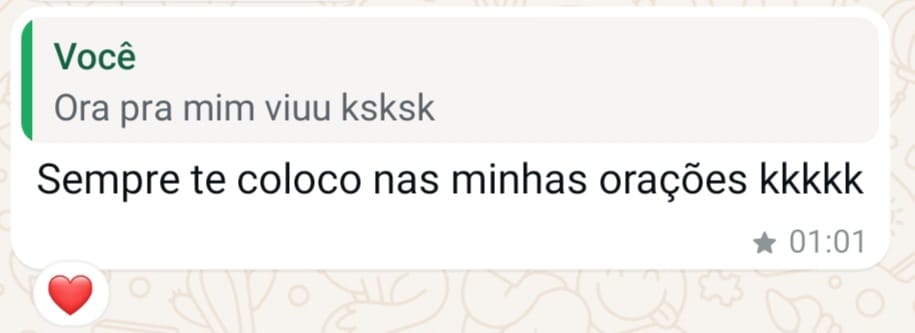 Você
Ora pra mim viuu ksksk
Sempre te coloco nas minhas orações kkkkk
01:01